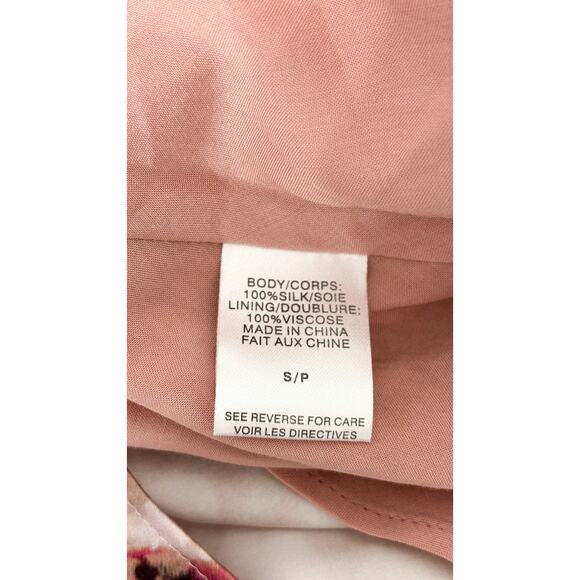 BODY/CORPS:
100%SILK/SOIE
LINING/DOUBLURE:
100%VISCOSE
MADE IN CHINA
FAIT AUX CHINE
S/P
SEE REVERSE FOR CARE
VOIR LES DIRECTIVES